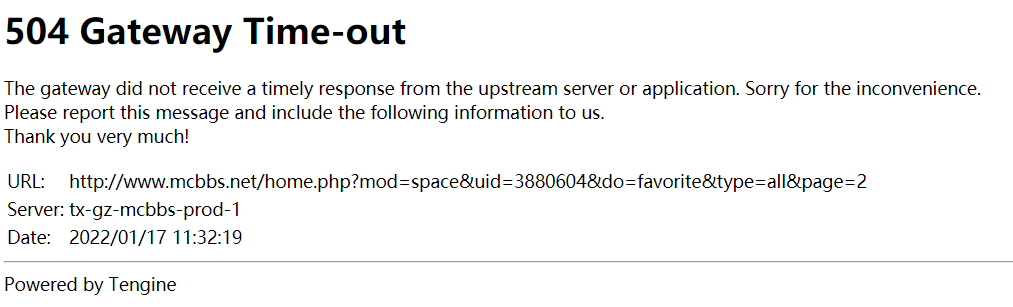 504 Gateway Time-out
The gateway did not receive a timely response from the upstream server or application. Sorry for the inconvenience.
Please report this message and include the following information to us.
Thank you very much!
URL: http://www.mcbbs.net/home.php?mod=space&uid=3880604&do=favorite&type=all&page=2
Server: tx-gz-mcbbs-prod-1
Date: 2022/01/17 11:32:19
Powered by Tengine